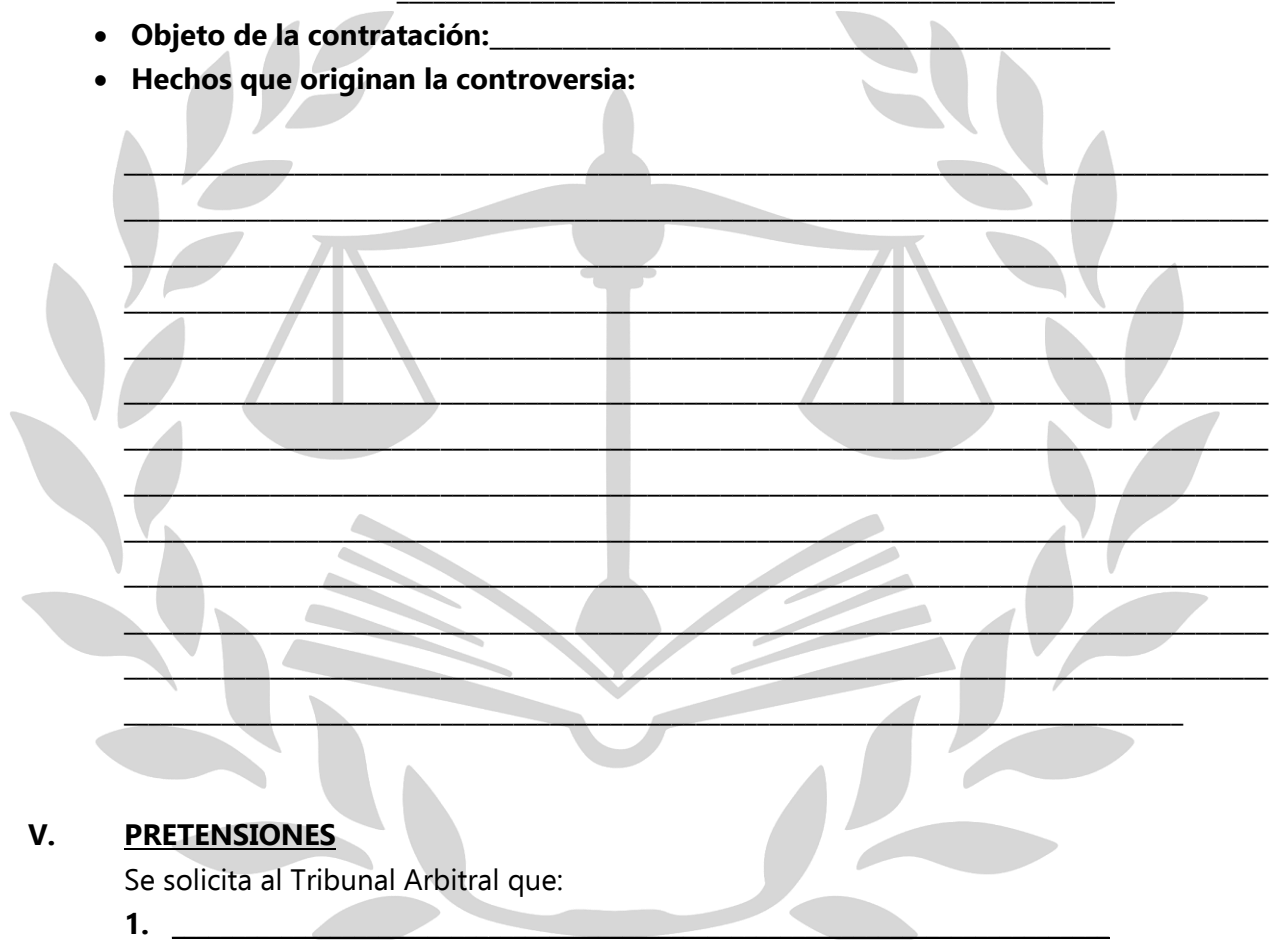 • Objeto de la contratación:
• Hechos que originan la controversia:
V. PRETENSIONES
Se solicita al Tribunal Arbitral que:
1.